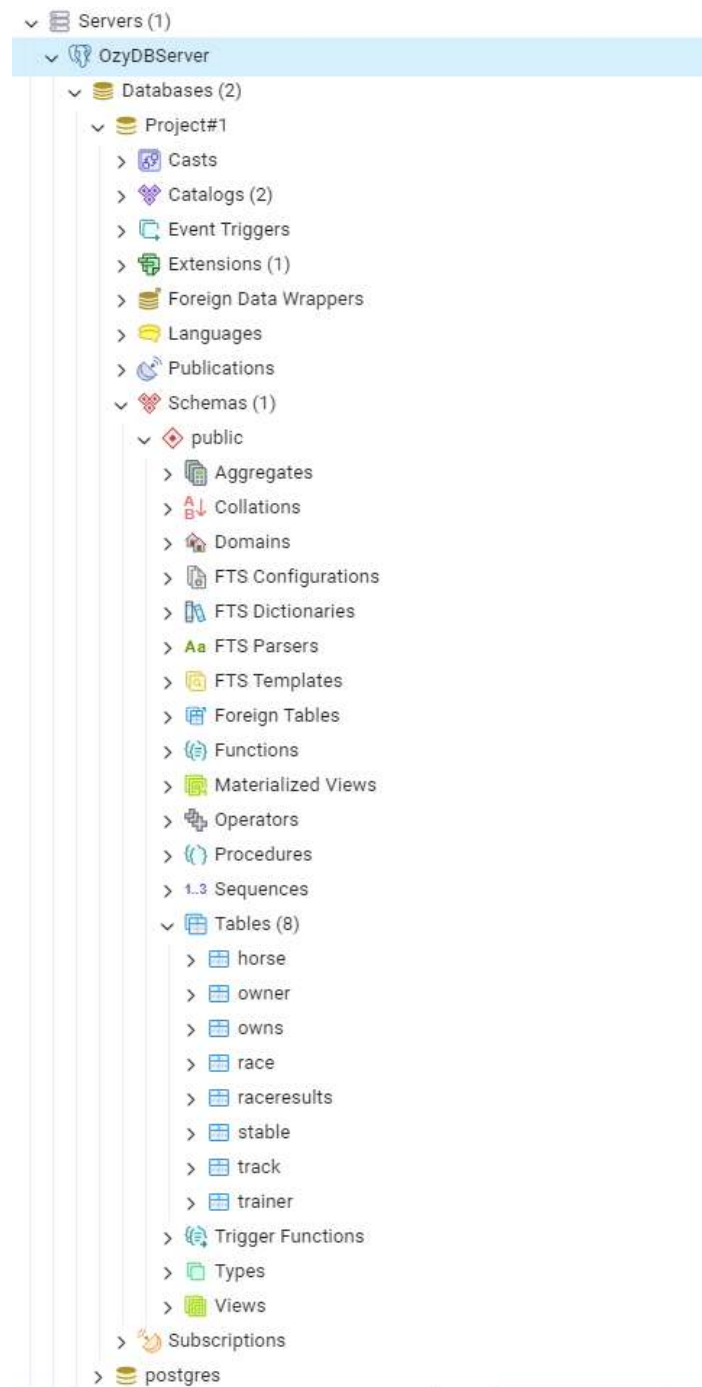 Servers (1)
OzyDBServer
Databases (2)
Project#1
Casts
Catalogs (2)
Event Triggers
Extensions (1)
Foreign Data Wrappers
Languages
Publications
Schemas (1)
public
Aggregates
Collations
Domains
FTS Configurations
FTS Dictionaries
Aa FTS Parsers
FTS Templates
Foreign Tables
Functions
Materialized Views
Operators
Procedures
1..3 Sequences
Tables (8)
horse
owner
owns
race
raceresults
stable
track
trainer
Trigger Functions
Types
Views
Subscriptions
postgres